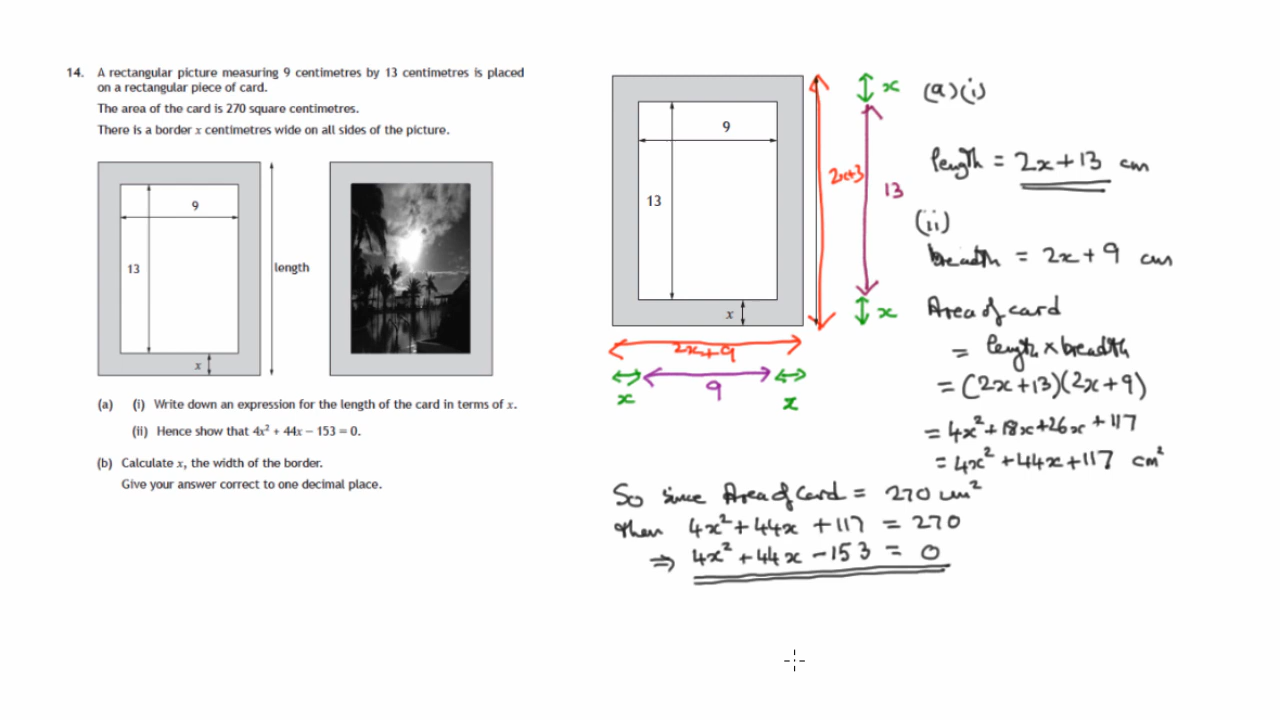 14. A rectangular picture measuring 9 centimetres by 13 centimetres is placed
on a rectangular piece of card.
The area of the card is 270 square centimetres.
There is a border x centimetres wide on all sides of the picture.
9
13
length
x
(a) (i) Write down an expression for the length of the card in terms of x.
(ii) Hence show that 4x² + 44x − 153 = 0.
(b) Calculate x, the width of the border.
Give your answer correct to one decimal place.
9
13
x
2x+3
x
13
x
2x+9
x
9
x
(a)(i)
length = 2x+13 cm
(ii)
breadth = 2x+9 cm
Area of card
= length × breadth
= (2x+13)(2x+9)
= 4x²+18x+26x+117
= 4x²+44x+117 cm²
So since Area of Card = 270 cm²
then 4x²+44x+117 = 270
⇒ 4x²+44x−153 = 0